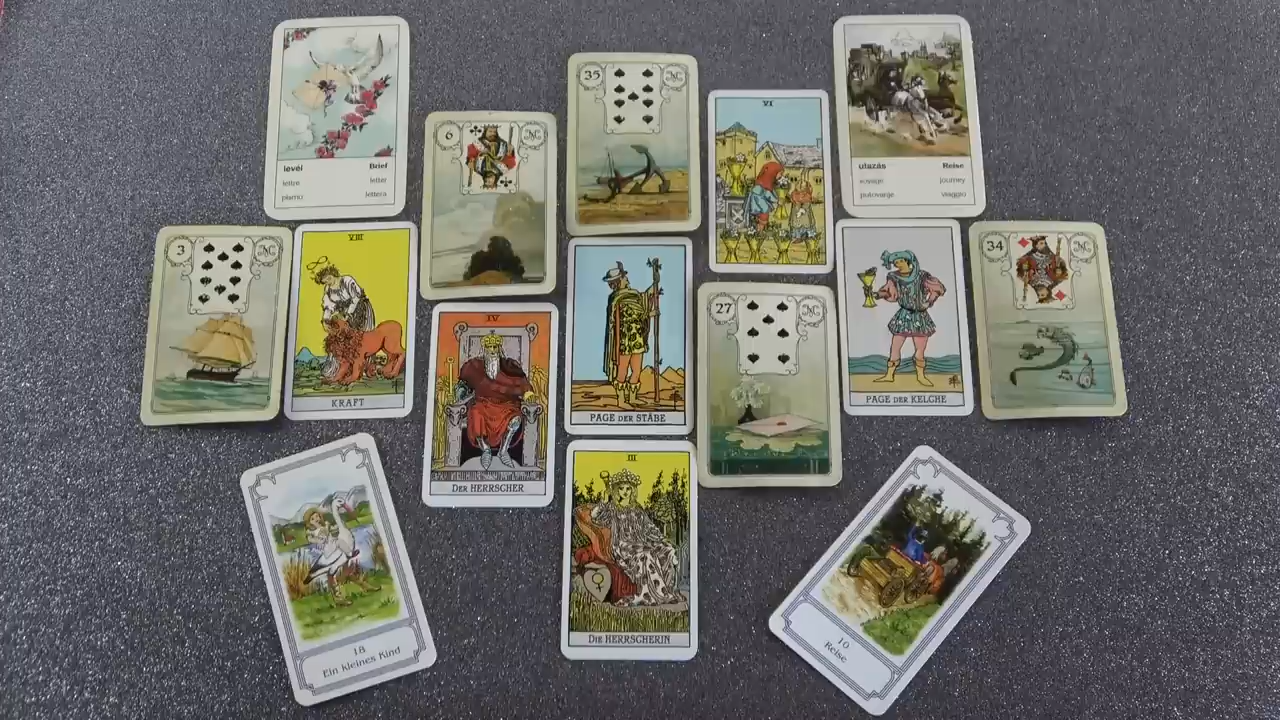 levél Brief
lettre letter
pismo lettera
6
35
VI
utazás Reise
voyage journey
putovanje viaggio
3
VIII
KRAFT
IV
DER HERRSCHER
PAGE DER STÄBE
27
PAGE DER KELCHE
34
III
DIE HERRSCHERIN
18
Ein kleines Kind
10
Reise